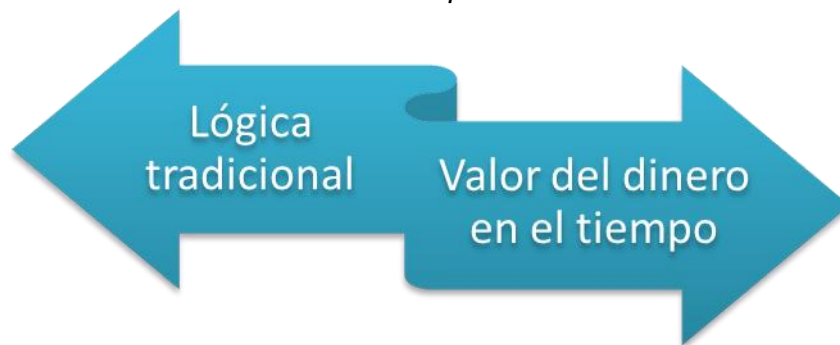 Lógica
tradicional
Valor del dinero
en el tiempo